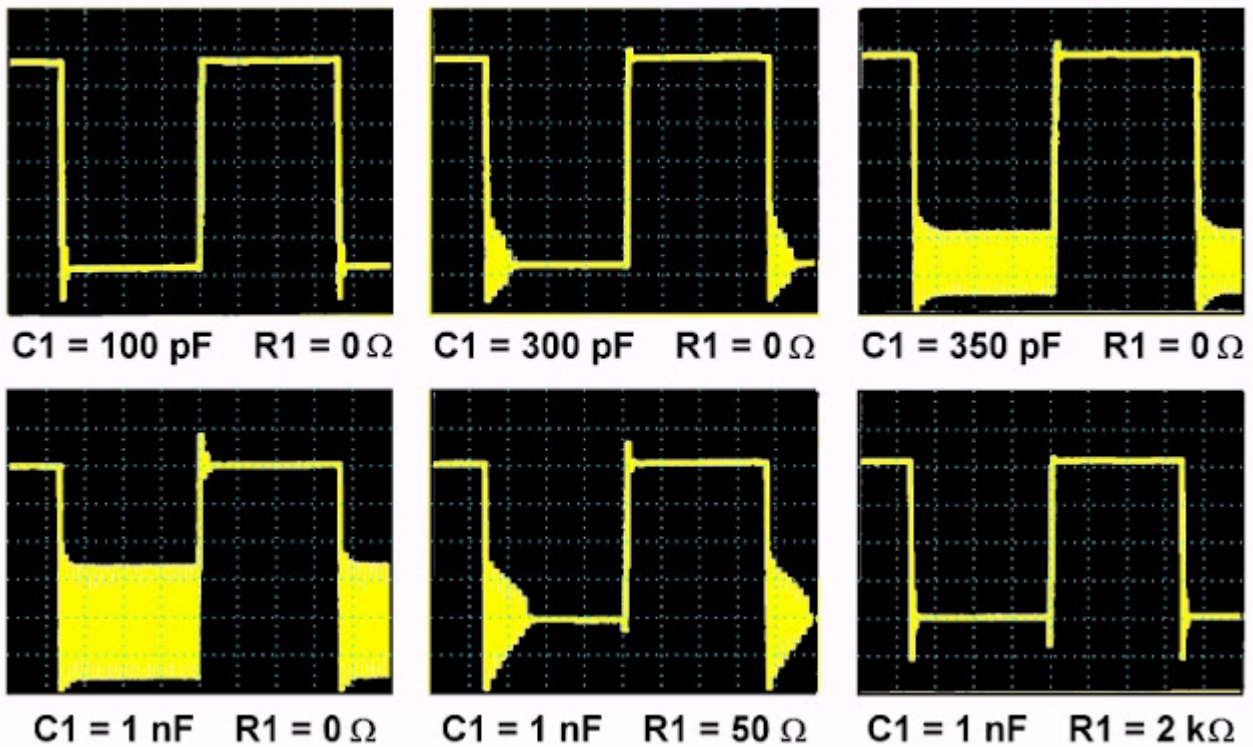 C1 = 100 pF R1 = 0 Ω
C1 = 300 pF R1 = 0 Ω
C1 = 350 pF R1 = 0 Ω
C1 = 1 nF R1 = 0 Ω
C1 = 1 nF R1 = 50 Ω
C1 = 1 nF R1 = 2 kΩ